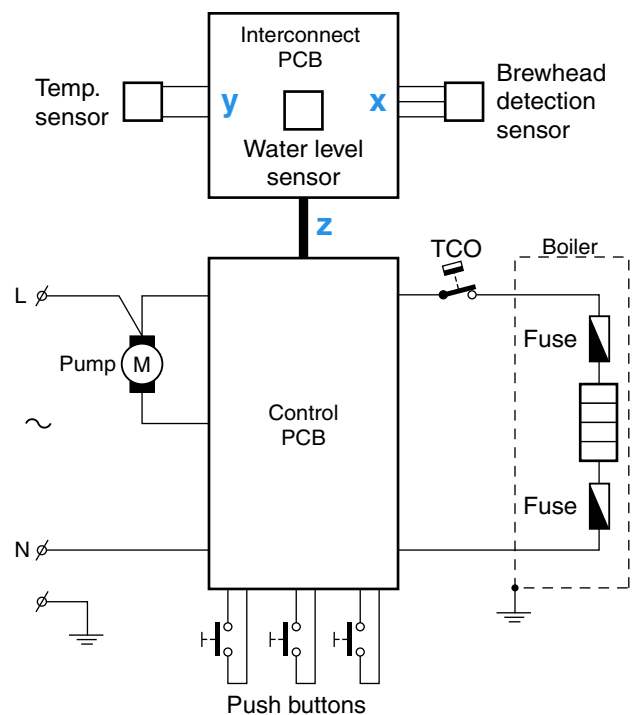 Interconnect
PCB
Temp.
sensor
y
x
Brewhead
detection
sensor
Water level
sensor
z
TCO
Boiler
L
Fuse
Pump
M
Control
PCB
Fuse
N
Push buttons